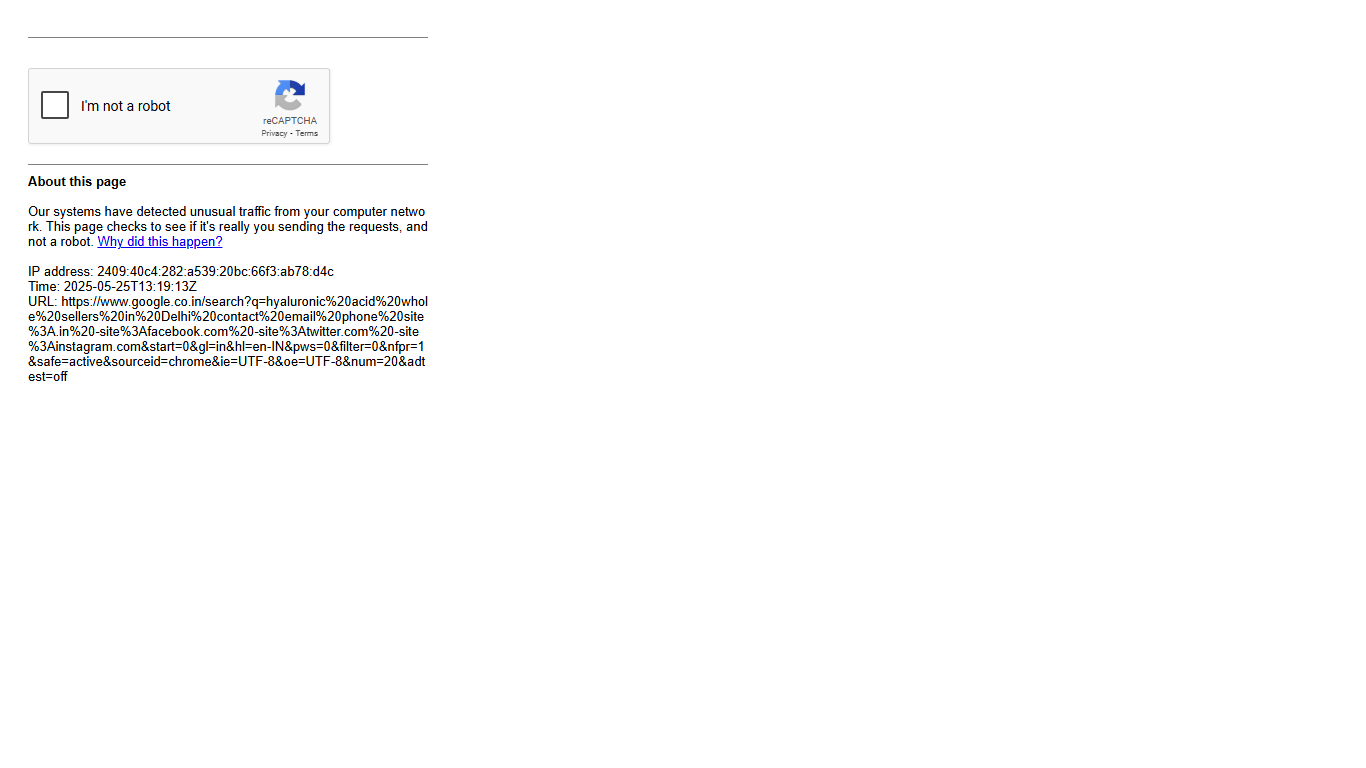 I'm not a robot
reCAPTCHA
Privacy - Terms
About this page
Our systems have detected unusual traffic from your computer netwo
rk. This page checks to see if it's really you sending the requests, and
not a robot. Why did this happen?
IP address: 2409:40c4:282:a539:20bc:66f3:ab78:d4c
Time: 2025-05-25T13:19:13Z
URL: https://www.google.co.in/search?q=hyaluronic%20acid%20whol
e%20sellers%20in%20Delhi%20contact%20email%20phone%20site
%3A.in%20-site%3Afacebook.com%20-site%3Atwitter.com%20-site
%3Ainstagram.com&start=0&gl=in&hl=en-IN&pws=0&filter=0&nfpr=1
&safe=active&sourceid=chrome&ie=UTF-8&oe=UTF-8&num=20&adt
est=off